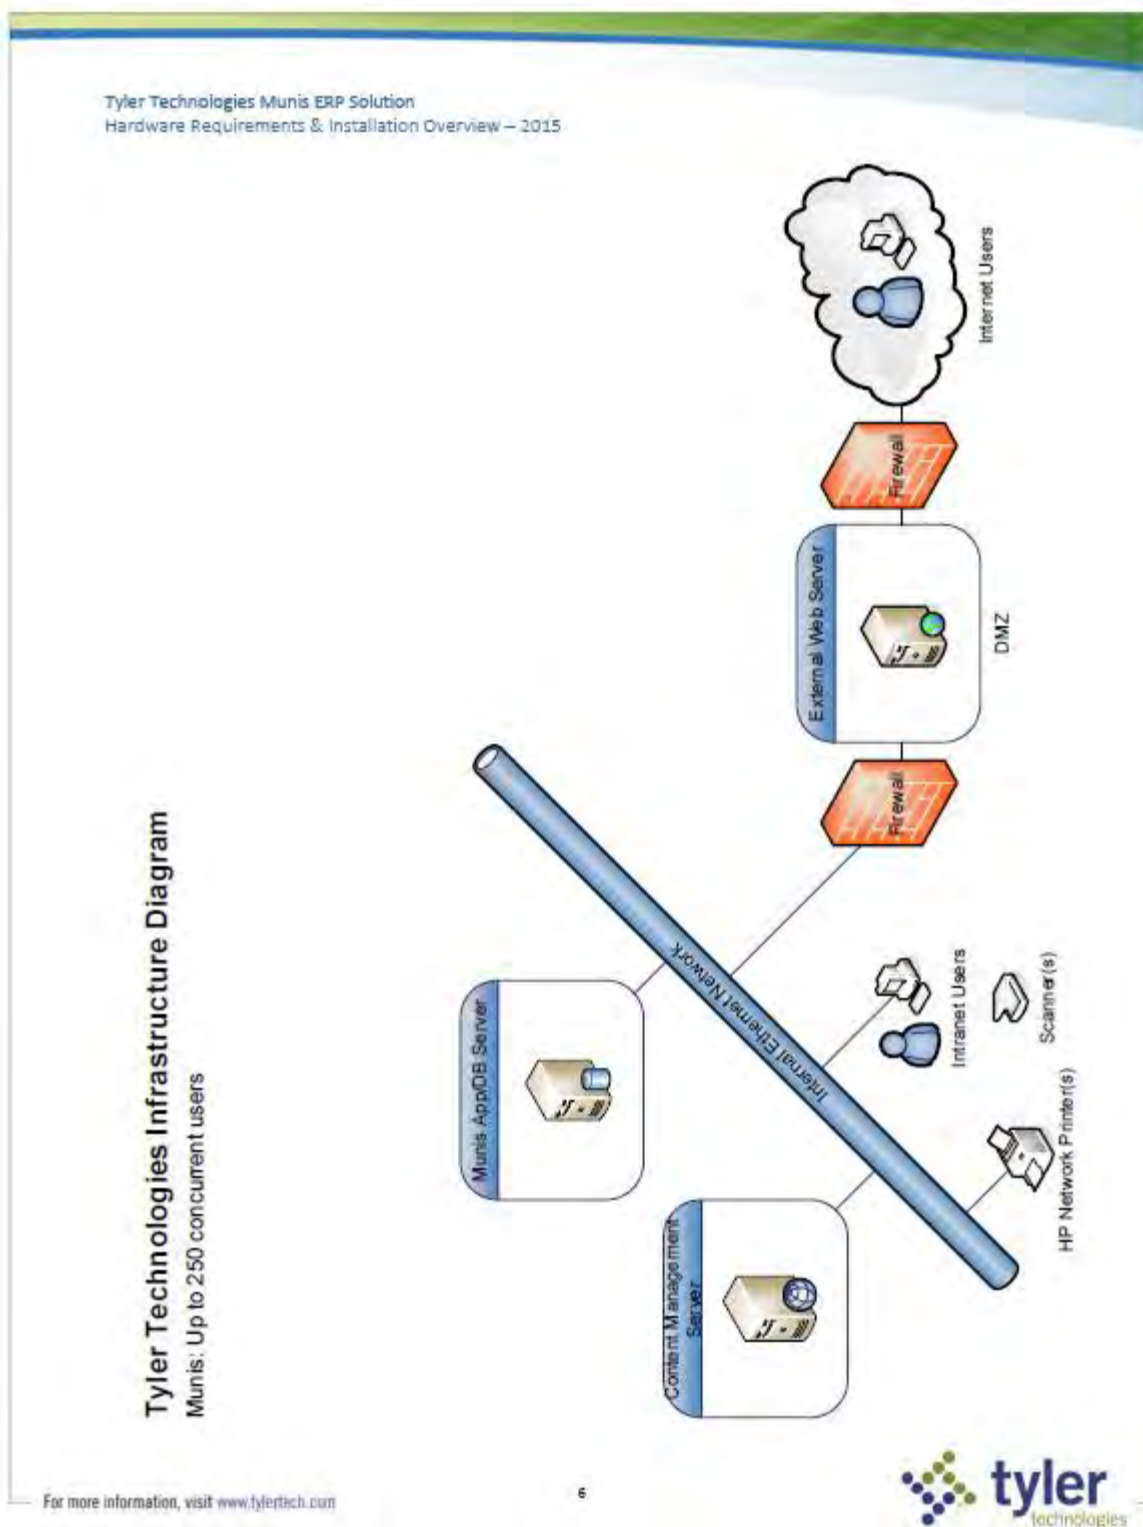 Tyler Technologies Munis ERP Solution
Hardware Requirements & Installation Overview – 2015
Tyler Technologies Infrastructure Diagram
Munis: Up to 250 concurrent users
Munis App/DB Server
Content Management
Server
Internal Ethernet Network
HP Network Printer(s)
Intranet Users
Scanner(s)
Firewall
External Web Server
DMZ
Firewall
Internet Users
For more information, visit www.tylertech.com
6
tyler
technologies